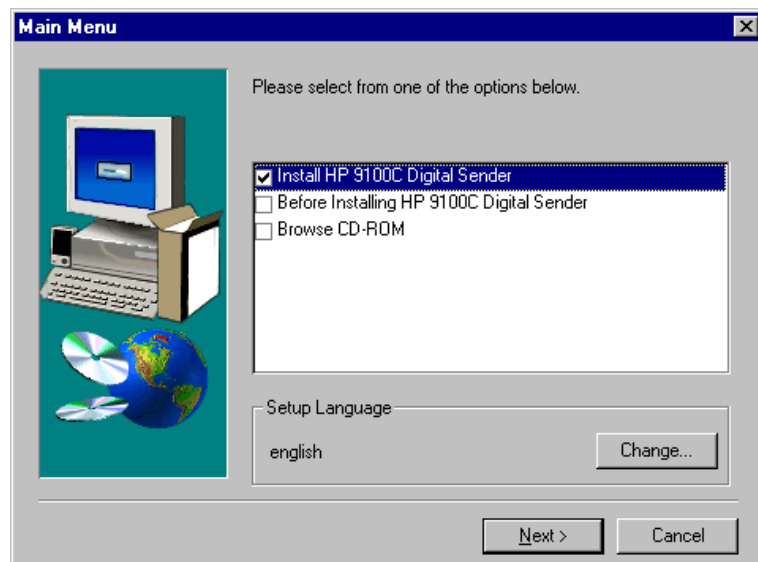 Main Menu
Please select from one of the options below.
Install HP 9100C Digital Sender
Before Installing HP 9100C Digital Sender
Browse CD-ROM
Setup Language
english
Change...
Next >
Cancel